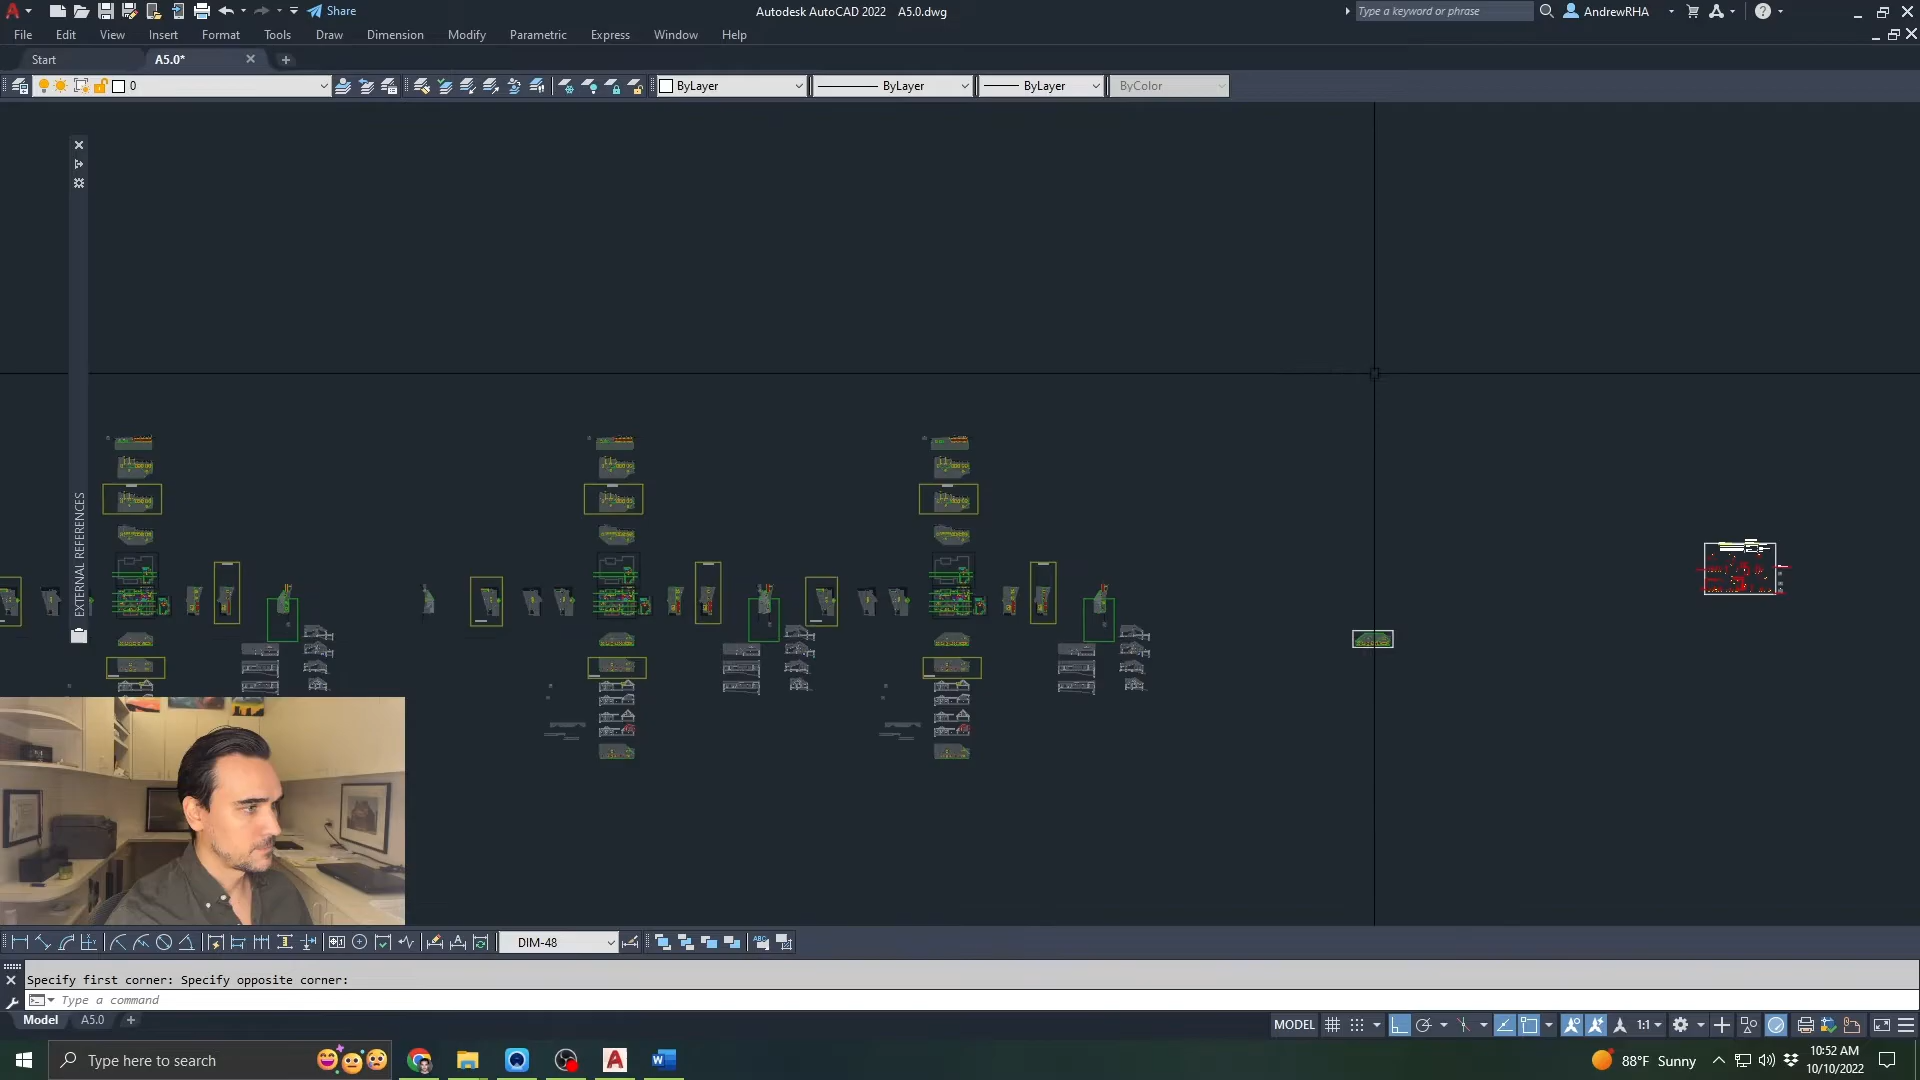 Share
Autodesk AutoCAD 2022 A5.0.dwg
Type a keyword or phrase
AndrewRHA
File Edit View Insert Format Tools Draw Dimension Modify Parametric Express Window Help
Start
A5.0*
0
ByLayer
ByLayer
ByLayer
ByColor
EXTERNAL REFERENCES
DIM-48
Specify first corner: Specify opposite corner:
Type a command
Model
A5.0
MODEL
1:1
Type here to search
88°F Sunny
10:52 AM
10/10/2022